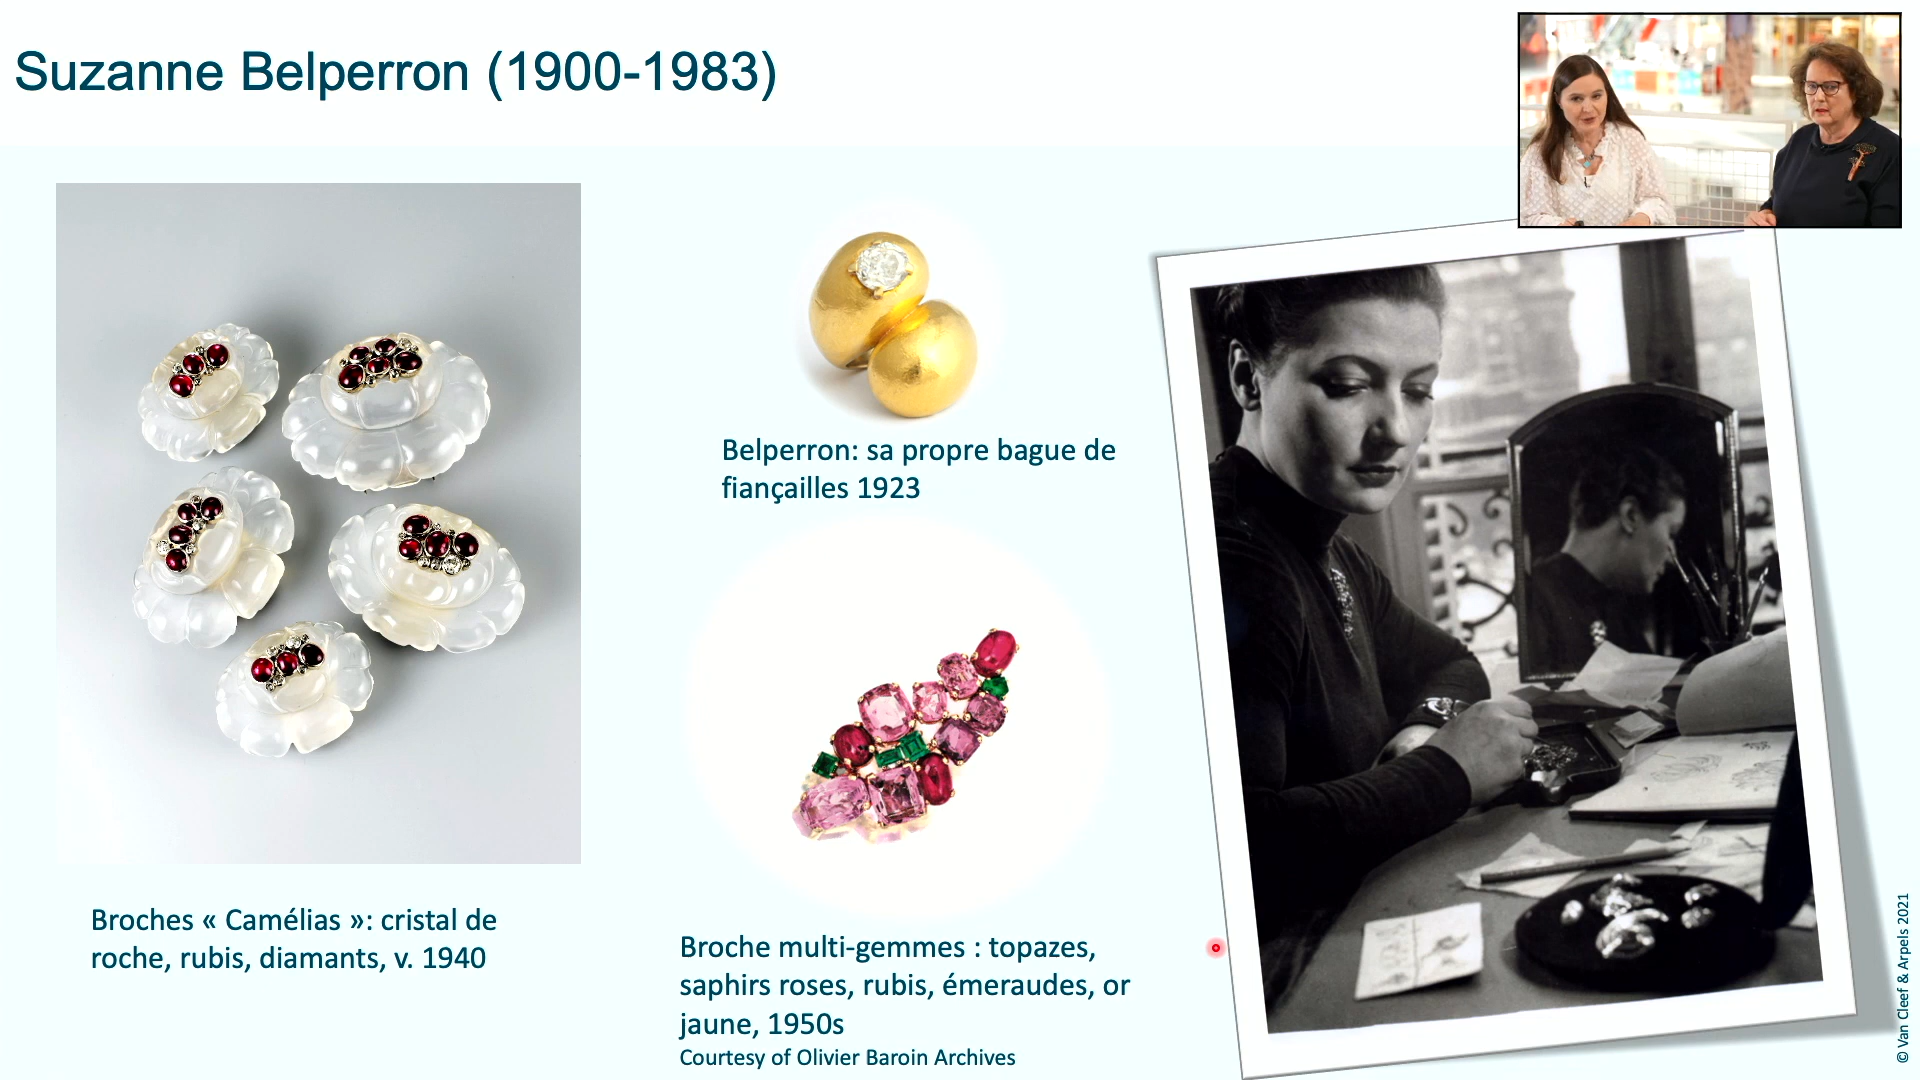 Suzanne Belperron (1900-1983)
Belperron: sa propre bague de
fiançailles 1923
Broches « Camélias »: cristal de
roche, rubis, diamants, v. 1940
Broche multi-gemmes : topazes,
saphirs roses, rubis, émeraudes, or
jaune, 1950s
Courtesy of Olivier Baroin Archives
© Van Cleef & Arpels 2021